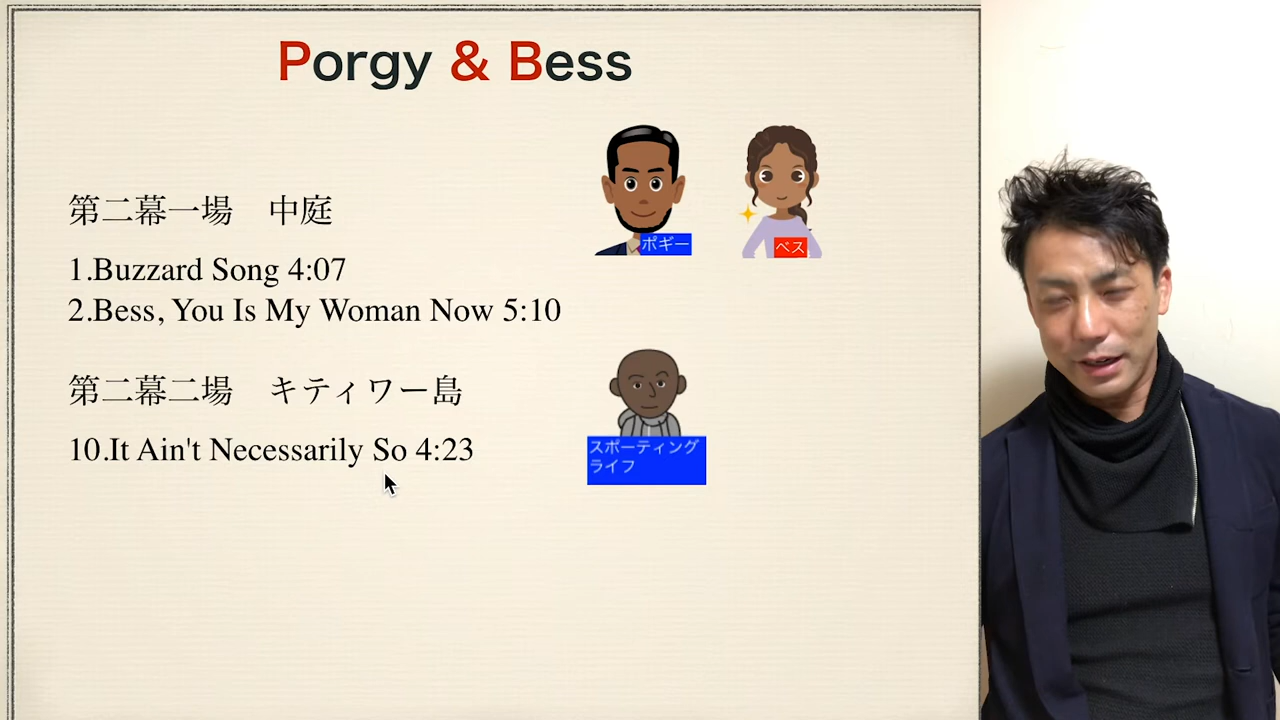 Porgy & Bess
ポギー
ベス
第二幕一場　中庭
1.Buzzard Song 4:07
2.Bess, You Is My Woman Now 5:10
第二幕二場　キティワー島
10.It Ain't Necessarily So 4:23
スポーティング
ライフ